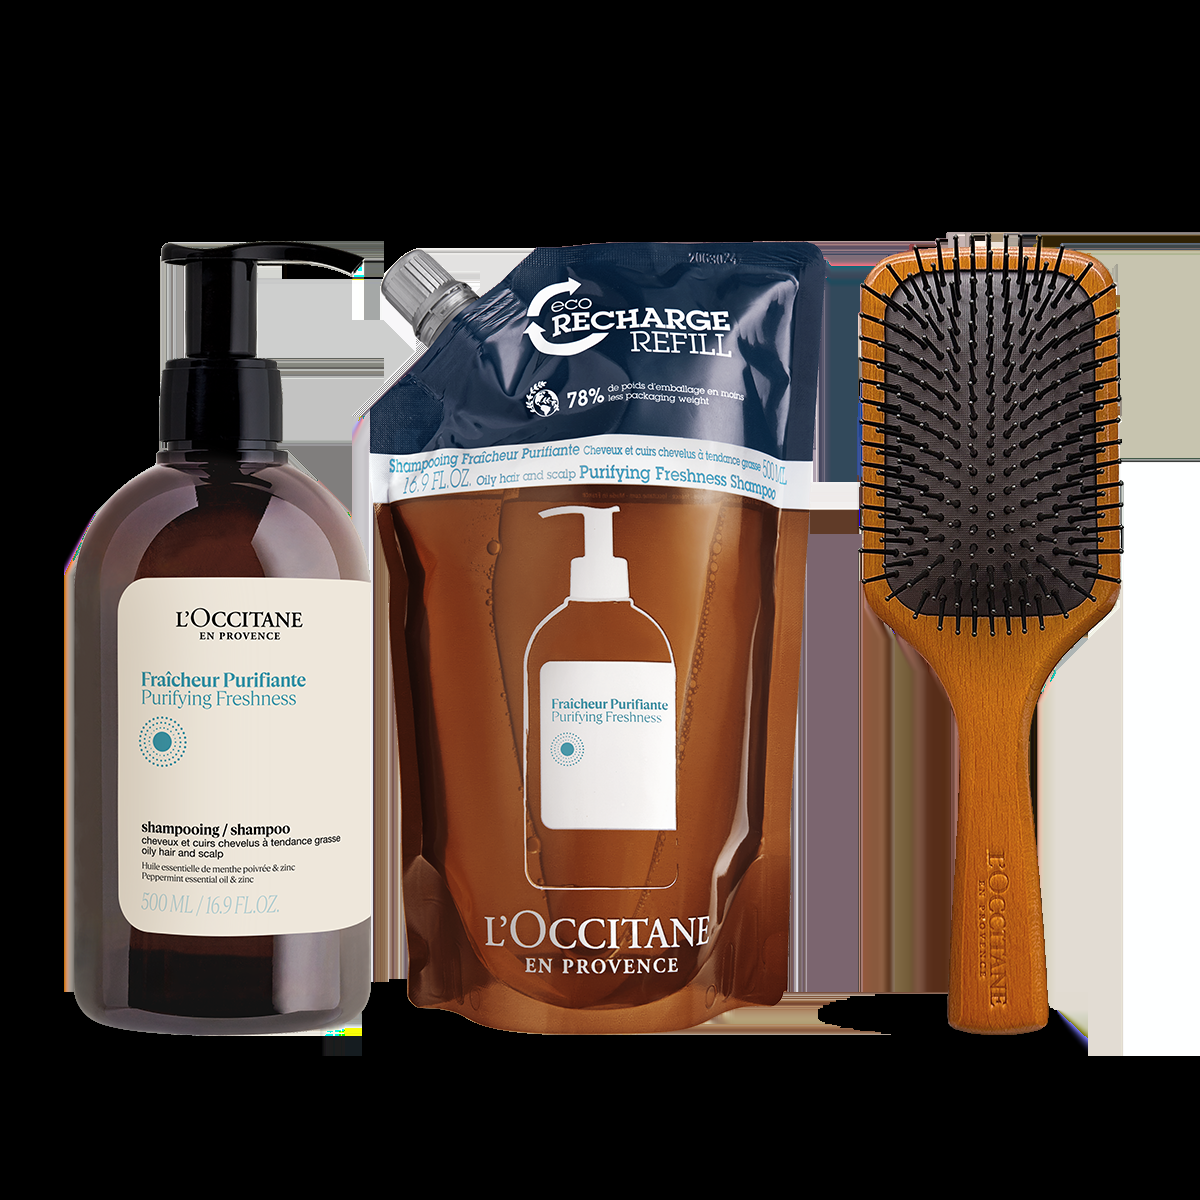 L'OCCITANE
EN PROVENCE
Fraîcheur Purifiante
Purifying Freshness
shampooing / shampoo
cheveux et cuirs chevelus à tendance grasse
oily hair and scalp
Huile essentielle de menthe poivrée & zinc
Peppermint essential oil & zinc
500 ML / 16.9 FL.OZ.
2063024
eco
RECHARGE
REFILL
78% de poids d'emballage en moins
less packaging weight
Shampooing Fraîcheur Purifiante Cheveux et cuirs chevelus à tendance grasse 500 ML
16.9 FL.OZ. Oily hair and scalp Purifying Freshness Shampoo
Fraîcheur Purifiante
Purifying Freshness
L'OCCITANE
EN PROVENCE
L'OCCITANE
EN PROVENCE